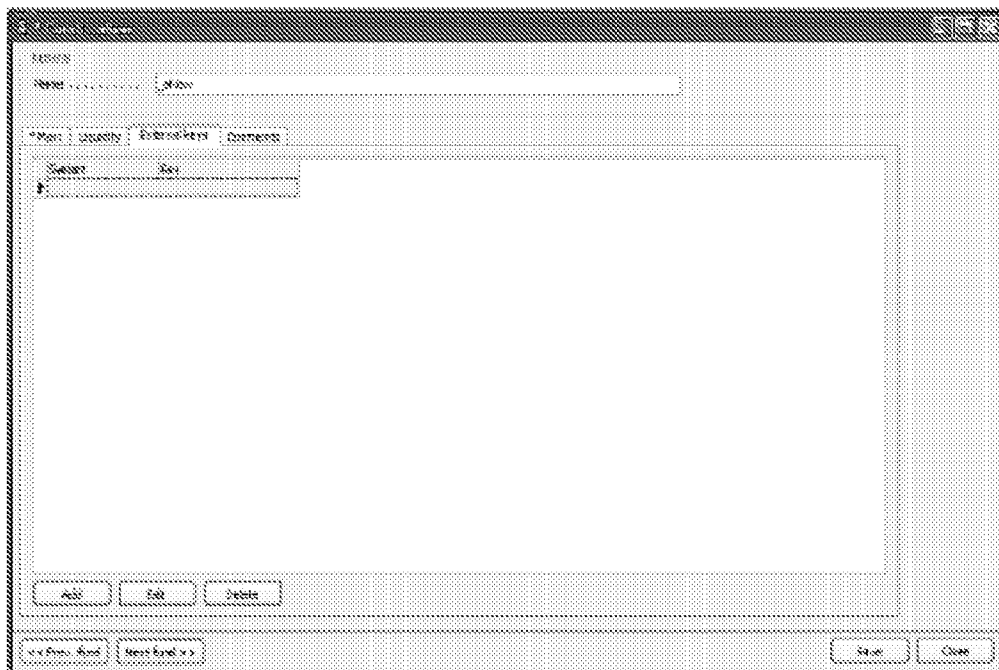 Name: . . . . . . . . . .
*Main Liquidity External keys Comments
System Key
Add Edit Delete
<< Prev. fund Next fund >> Save Close